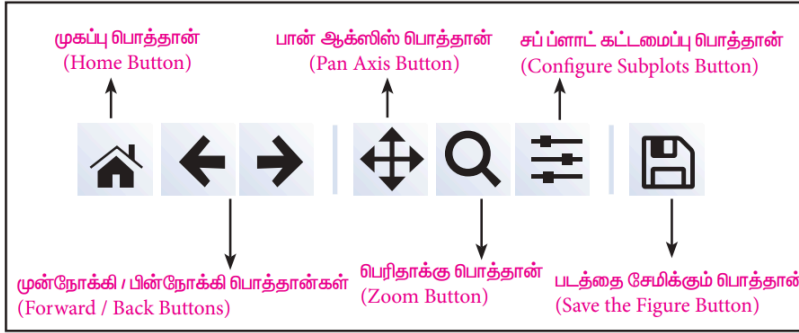 முகப்பு பொத்தான்
(Home Button)
பான் ஆக்ஸிஸ் பொத்தான்
(Pan Axis Button)
சப் ப்ளாட் கட்டமைப்பு பொத்தான்
(Configure Subplots Button)
முன்நோக்கி / பின்நோக்கி பொத்தான்கள்
(Forward / Back Buttons)
பெரிதாக்கு பொத்தான்
(Zoom Button)
படத்தை சேமிக்கும் பொத்தான்
(Save the Figure Button)